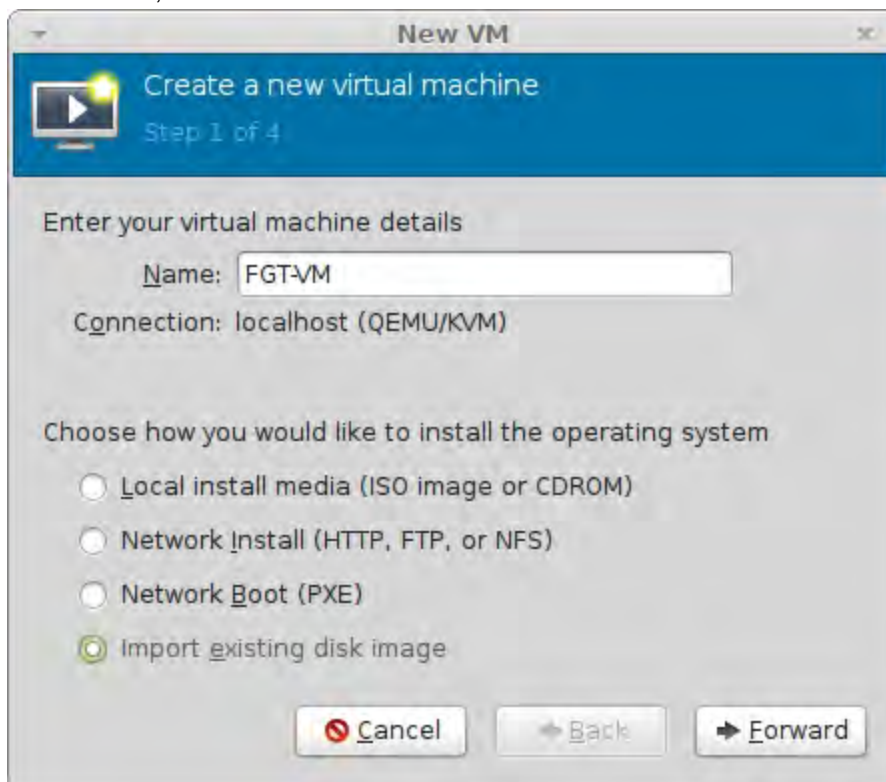 New VM
Create a new virtual machine
Step 1 of 4
Enter your virtual machine details
Name: FGT-VM
Connection: localhost (QEMU/KVM)
Choose how you would like to install the operating system
Local install media (ISO image or CDROM)
Network Install (HTTP, FTP, or NFS)
Network Boot (PXE)
Import existing disk image
Cancel Back Forward